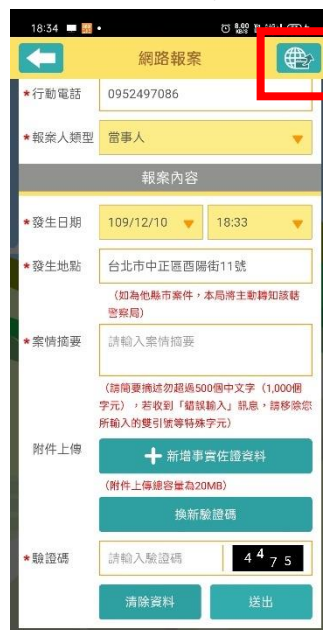 18:34
網路報案
*行動電話 0952497086
*報案人類型 當事人
報案內容
*發生日期 109/12/10 18:33
*發生地點 台北市中正區酉陽街11號
(如為他縣市案件，本局將主動轉知該轄
警察局)
*案情摘要 請輸入案情摘要
(請簡要描述勿超過500個中文字（1,000個
字元），若收到「錯誤輸入」訊息，請移除您
所輸入的雙引號等特殊字元)
附件上傳 新增事實佐證資料
(附件上傳總容量為20MB)
換新驗證碼
*驗證碼 請輸入驗證碼 4475
清除資料 送出